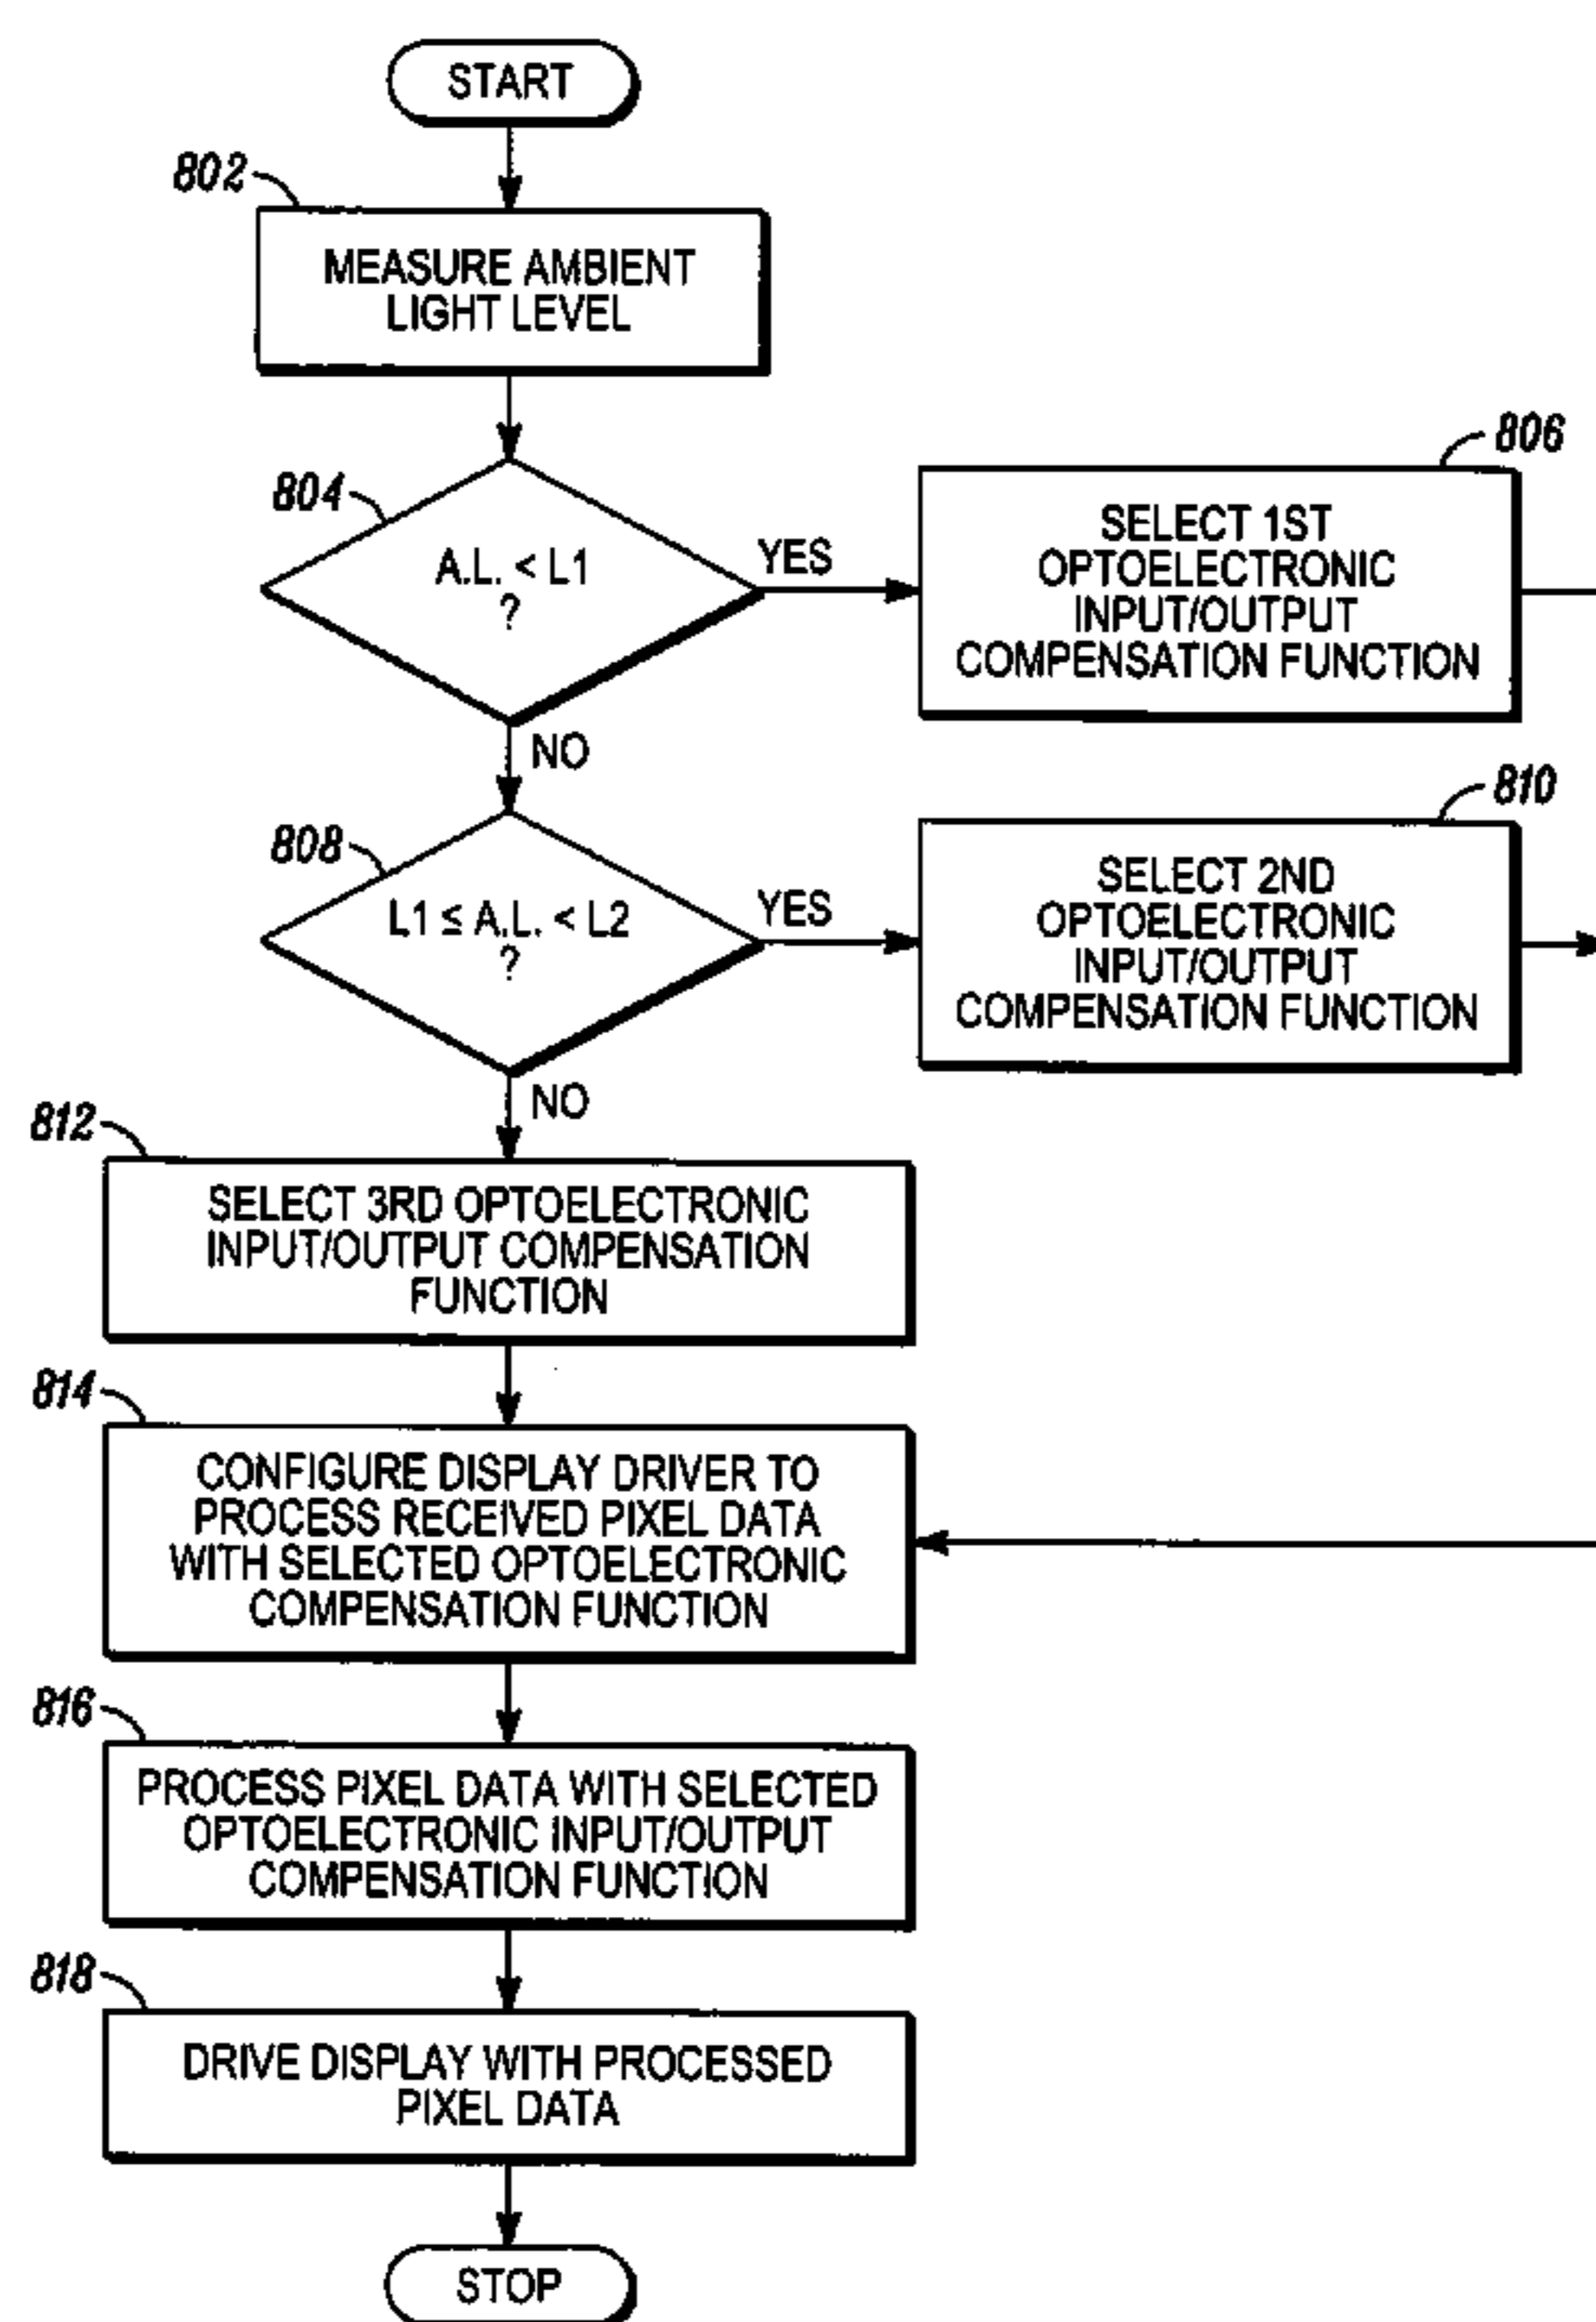 START
802
MEASURE AMBIENT
LIGHT LEVEL
804
A.L. < L1
?
YES
NO
806
SELECT 1ST
OPTOELECTRONIC
INPUT/OUTPUT
COMPENSATION FUNCTION
808
L1 ≤ A.L. < L2
?
YES
NO
810
SELECT 2ND
OPTOELECTRONIC
INPUT/OUTPUT
COMPENSATION FUNCTION
812
SELECT 3RD OPTOELECTRONIC
INPUT/OUTPUT COMPENSATION
FUNCTION
814
CONFIGURE DISPLAY DRIVER TO
PROCESS RECEIVED PIXEL DATA
WITH SELECTED OPTOELECTRONIC
COMPENSATION FUNCTION
816
PROCESS PIXEL DATA WITH SELECTED
OPTOELECTRONIC INPUT/OUTPUT
COMPENSATION FUNCTION
818
DRIVE DISPLAY WITH PROCESSED
PIXEL DATA
STOP